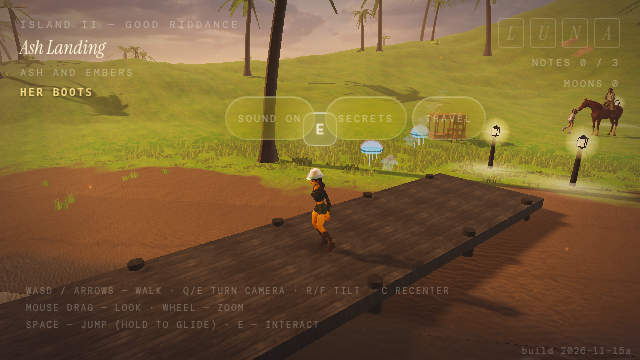 ISLAND II — GOOD RIDDANCE
Ash Landing
ASH AND EMBERS
HER BOOTS
LUNA
NOTES 0 / 3
MOONS 0
SOUND ON
SECRETS
TRAVEL
E
WASD / ARROWS — WALK · Q/E TURN CAMERA · R/F TILT · C RECENTER
MOUSE DRAG — LOOK · WHEEL — ZOOM
SPACE — JUMP (HOLD TO GLIDE) · E — INTERACT
build 2026-11-15a